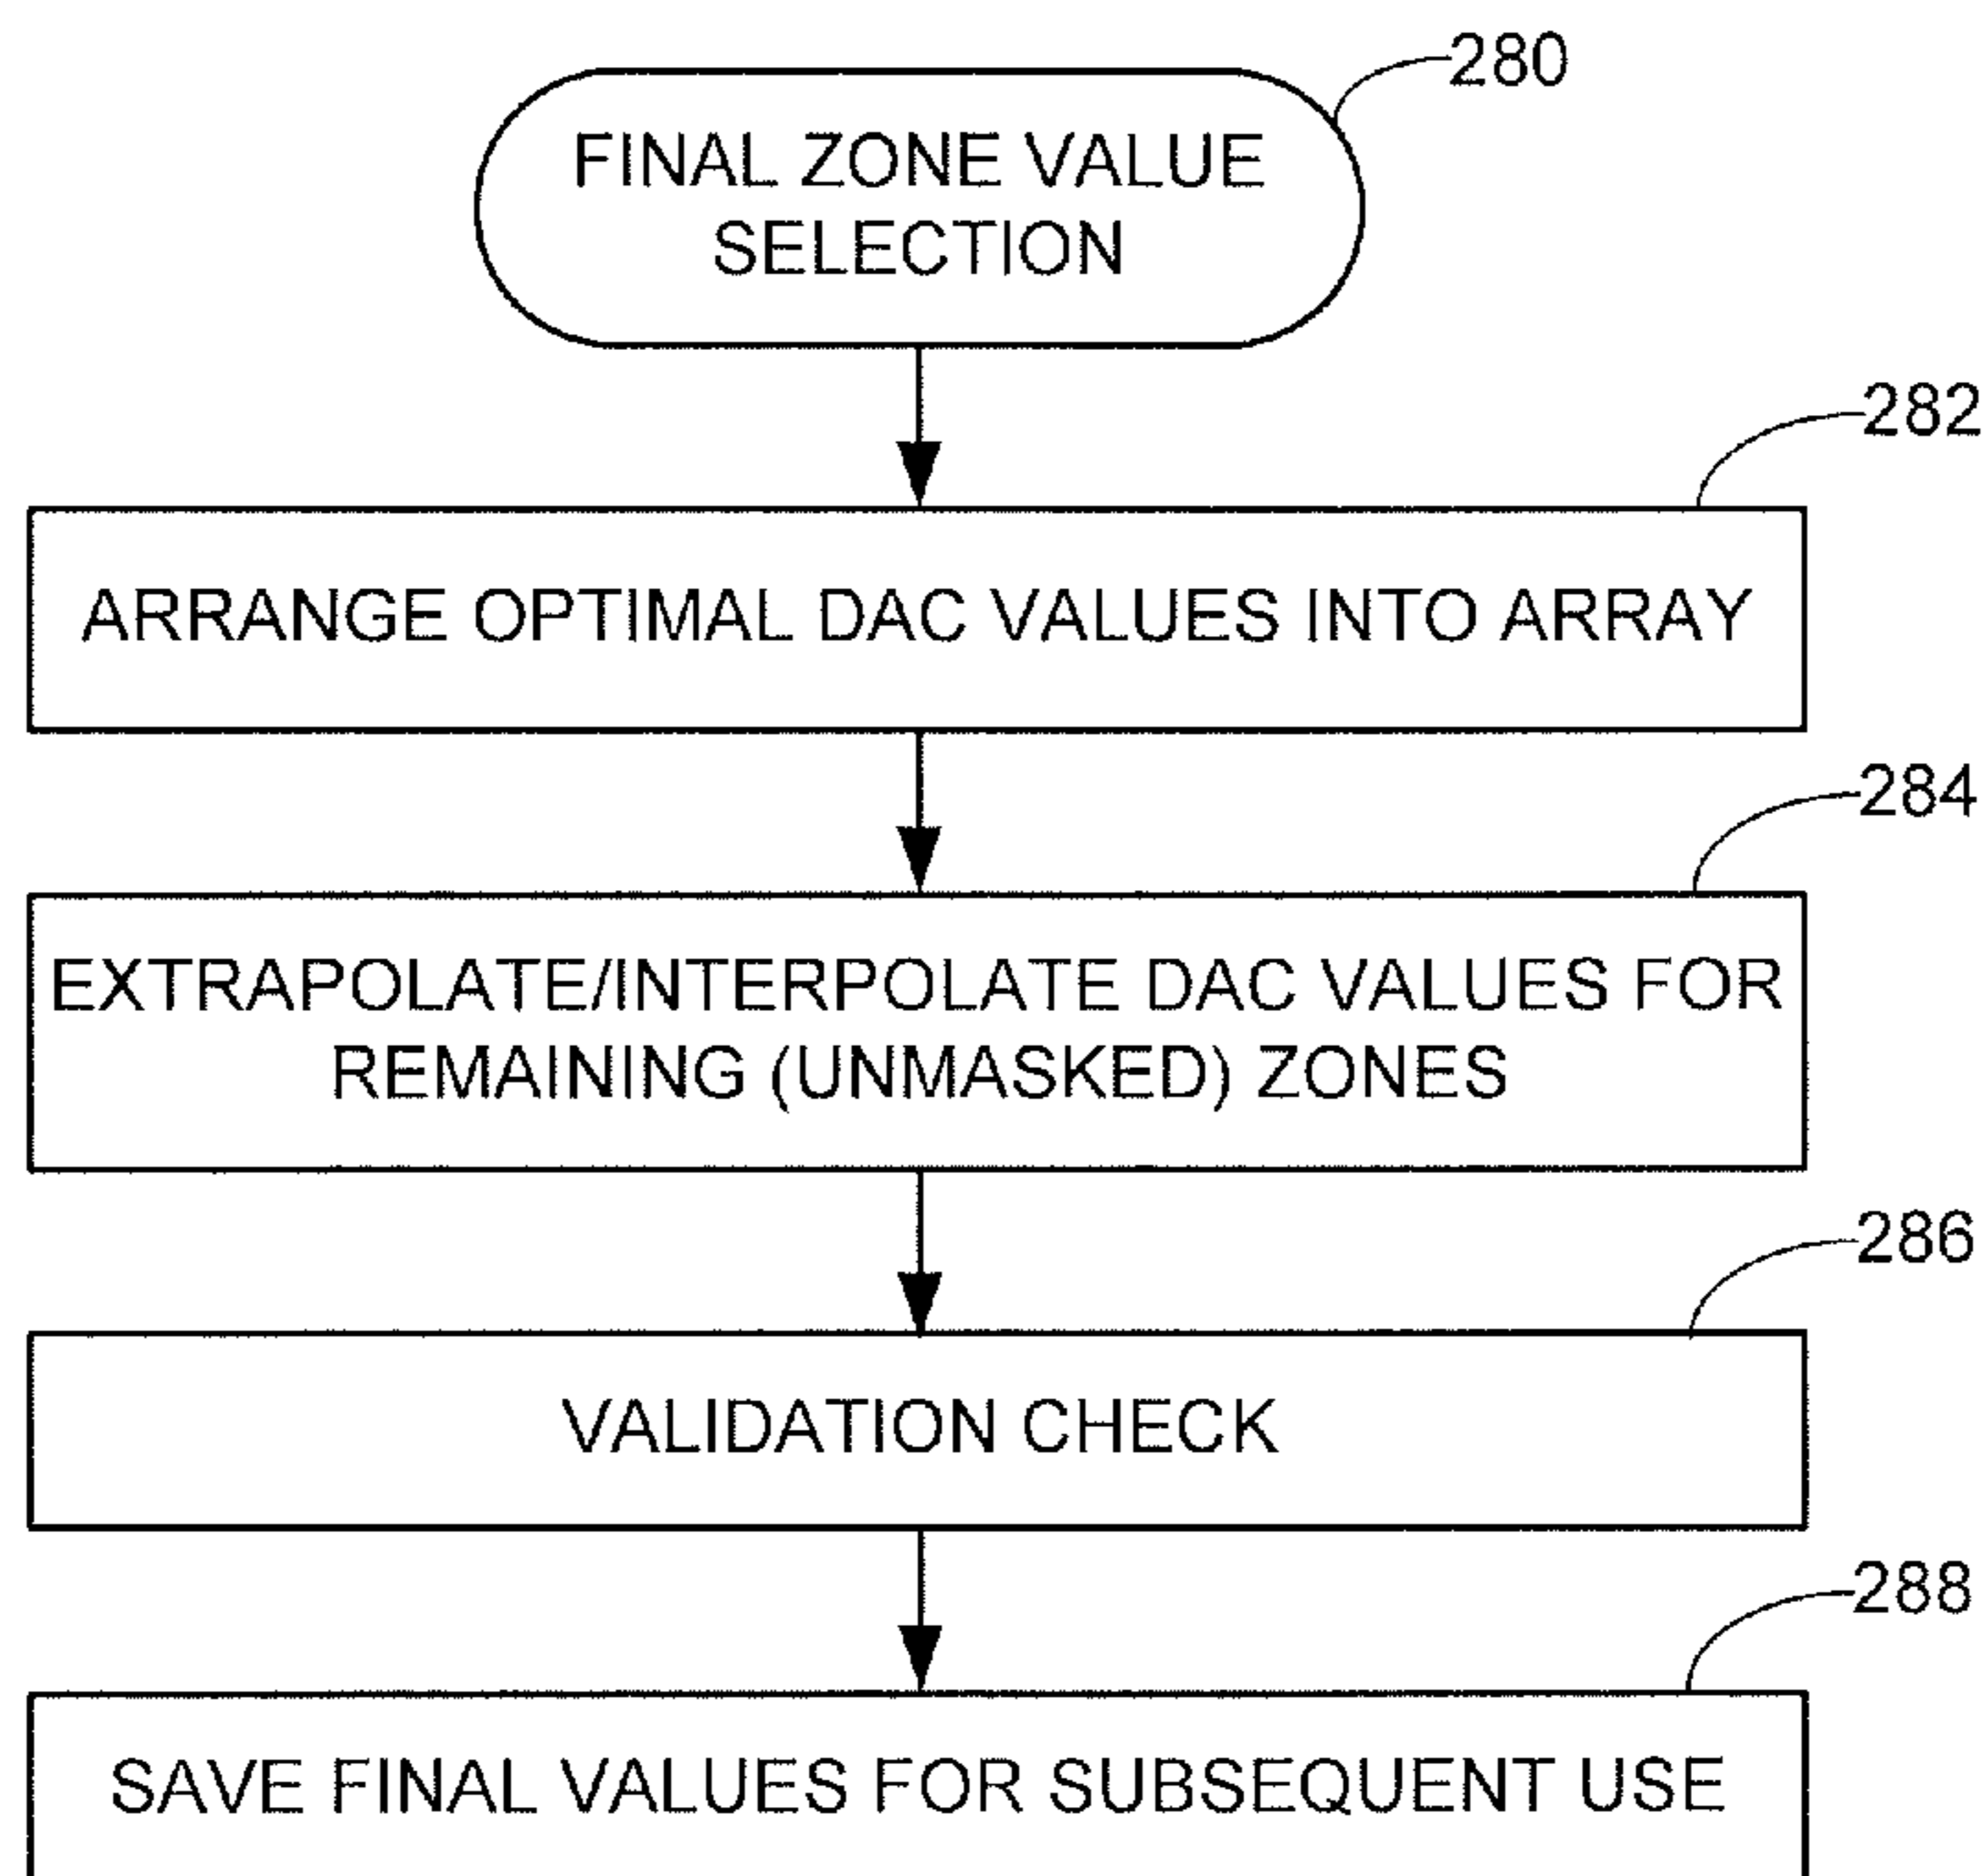 280
FINAL ZONE VALUE
SELECTION
282
ARRANGE OPTIMAL DAC VALUES INTO ARRAY
284
EXTRAPOLATE/INTERPOLATE DAC VALUES FOR
REMAINING (UNMASKED) ZONES
286
VALIDATION CHECK
288
SAVE FINAL VALUES FOR SUBSEQUENT USE